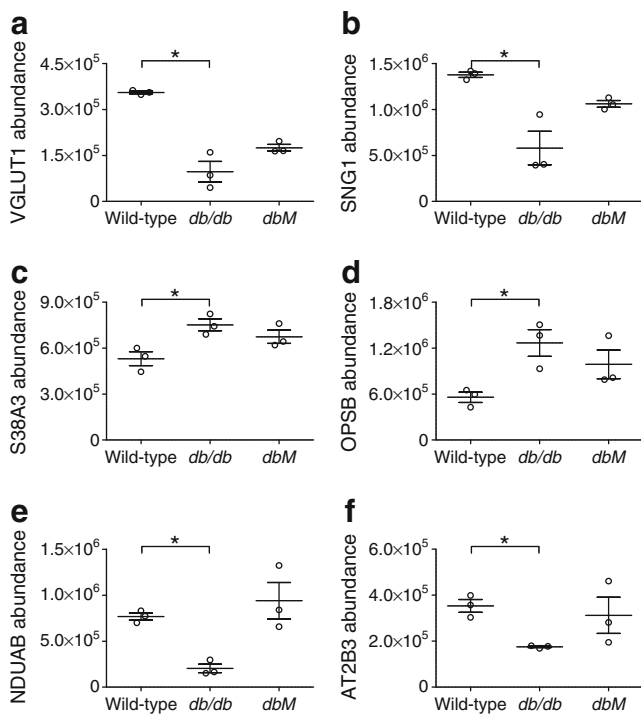 a
VGLUT1 abundance
4.5×10⁵
3.0×10⁵
1.5×10⁵
0
*
Wild-type db/db dbM
b
SNG1 abundance
1.5×10⁶
1.0×10⁶
5.0×10⁵
0
*
Wild-type db/db dbM
c
S38A3 abundance
9.0×10⁵
6.0×10⁵
3.0×10⁵
0
*
Wild-type db/db dbM
d
OPSB abundance
1.8×10⁶
1.2×10⁶
6.0×10⁵
0
*
Wild-type db/db dbM
e
NDUAB abundance
1.5×10⁶
1.0×10⁶
5.0×10⁵
0
*
Wild-type db/db dbM
f
AT2B3 abundance
6.0×10⁵
4.0×10⁵
2.0×10⁵
0
*
Wild-type db/db dbM